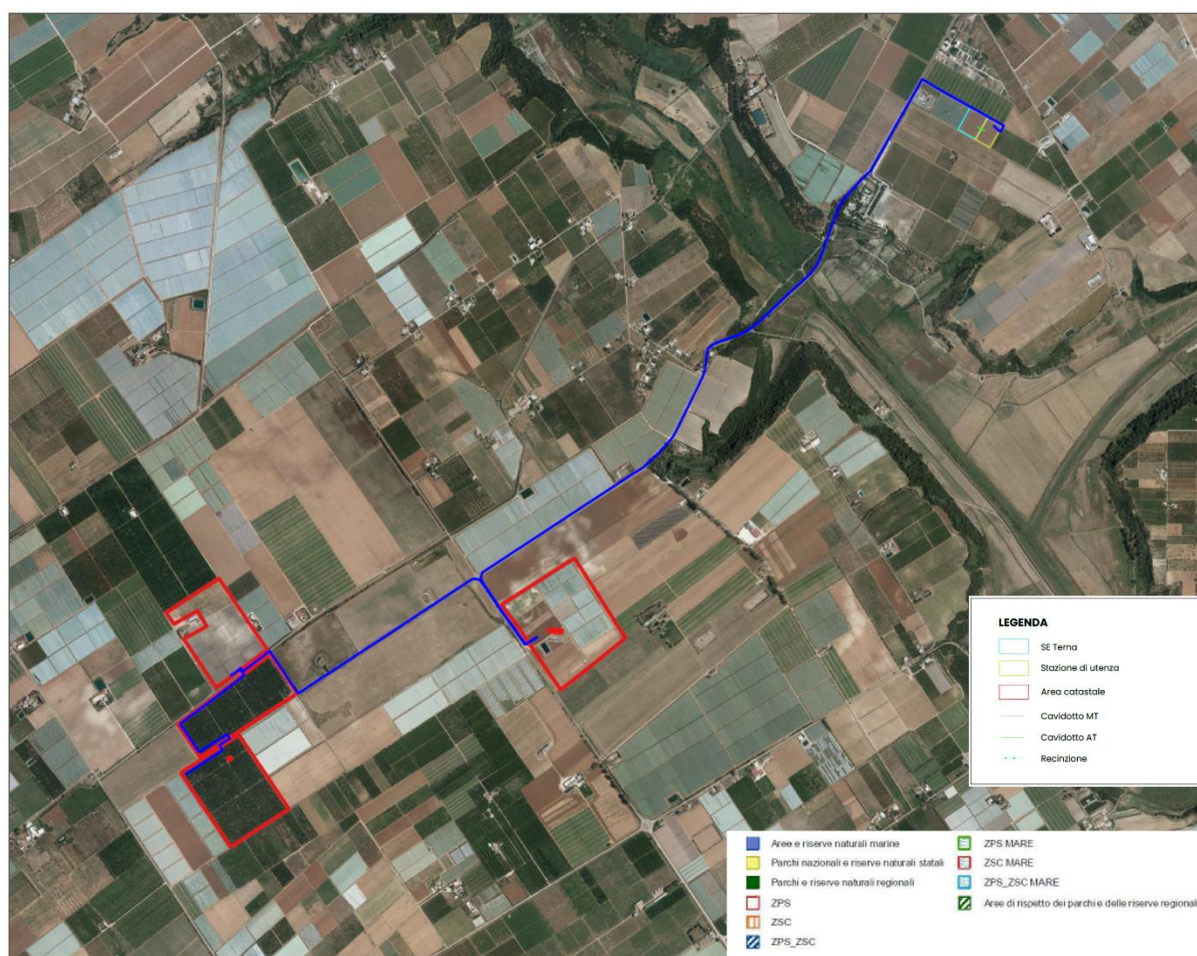 LEGENDA
SE Terna
Stazione di utenza
Area catastale
Cavidotto MT
Cavidotto AT
Recinzione
Aree e riserve naturali marine
Parchi nazionali e riserve naturali statali
Parchi e riserve naturali regionali
ZPS
ZSC
ZPS_ZSC
ZPS MARE
ZSC MARE
ZPS_ZSC MARE
Aree di rispetto dei parchi e delle riserve regionali